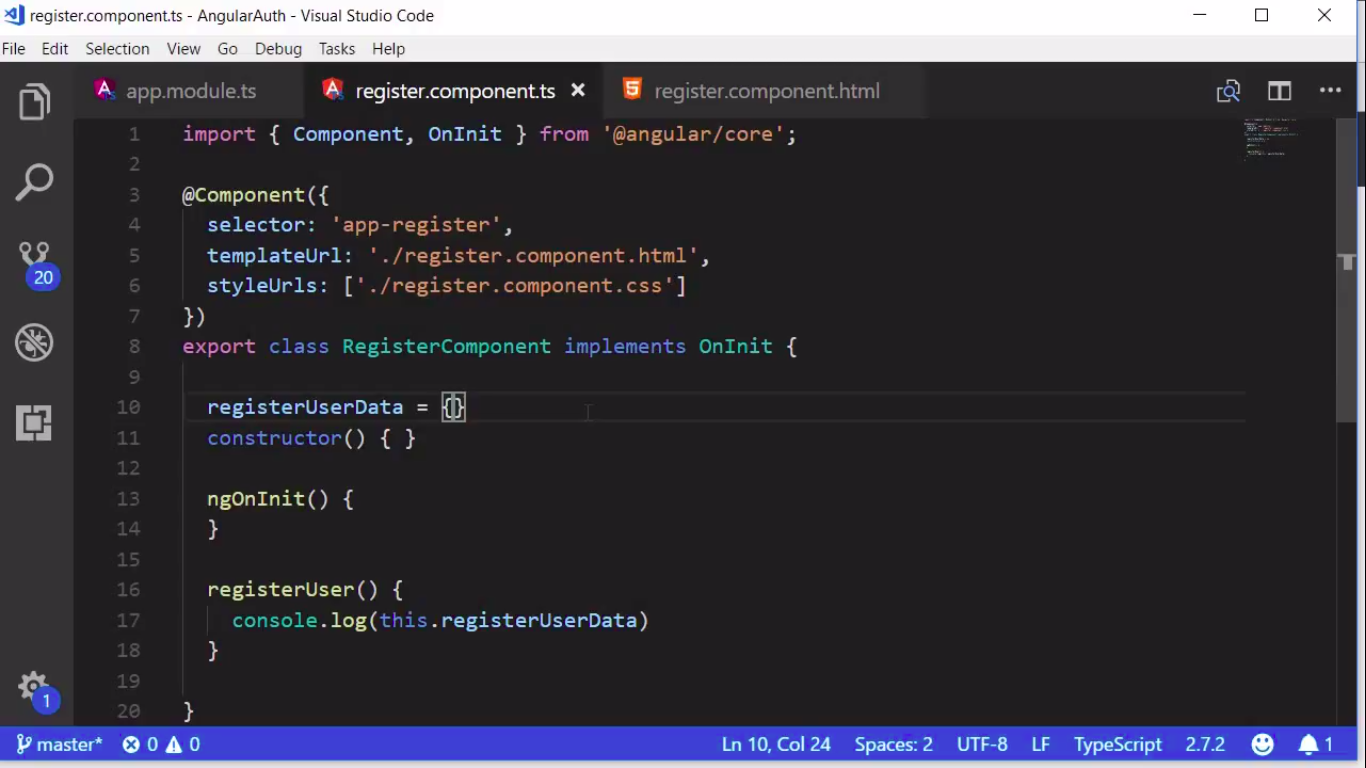 register.component.ts - AngularAuth - Visual Studio Code
File Edit Selection View Go Debug Tasks Help
app.module.ts register.component.ts register.component.html
1 import { Component, OnInit } from '@angular/core';
2
3 @Component({
4 selector: 'app-register',
5 templateUrl: './register.component.html',
6 styleUrls: ['./register.component.css']
7 })
8 export class RegisterComponent implements OnInit {
9
10 registerUserData = {}
11 constructor() { }
12
13 ngOnInit() {
14 }
15
16 registerUser() {
17 console.log(this.registerUserData)
18 }
19
20 }
20
1
master* 0 0 Ln 10, Col 24 Spaces: 2 UTF-8 LF TypeScript 2.7.2 1